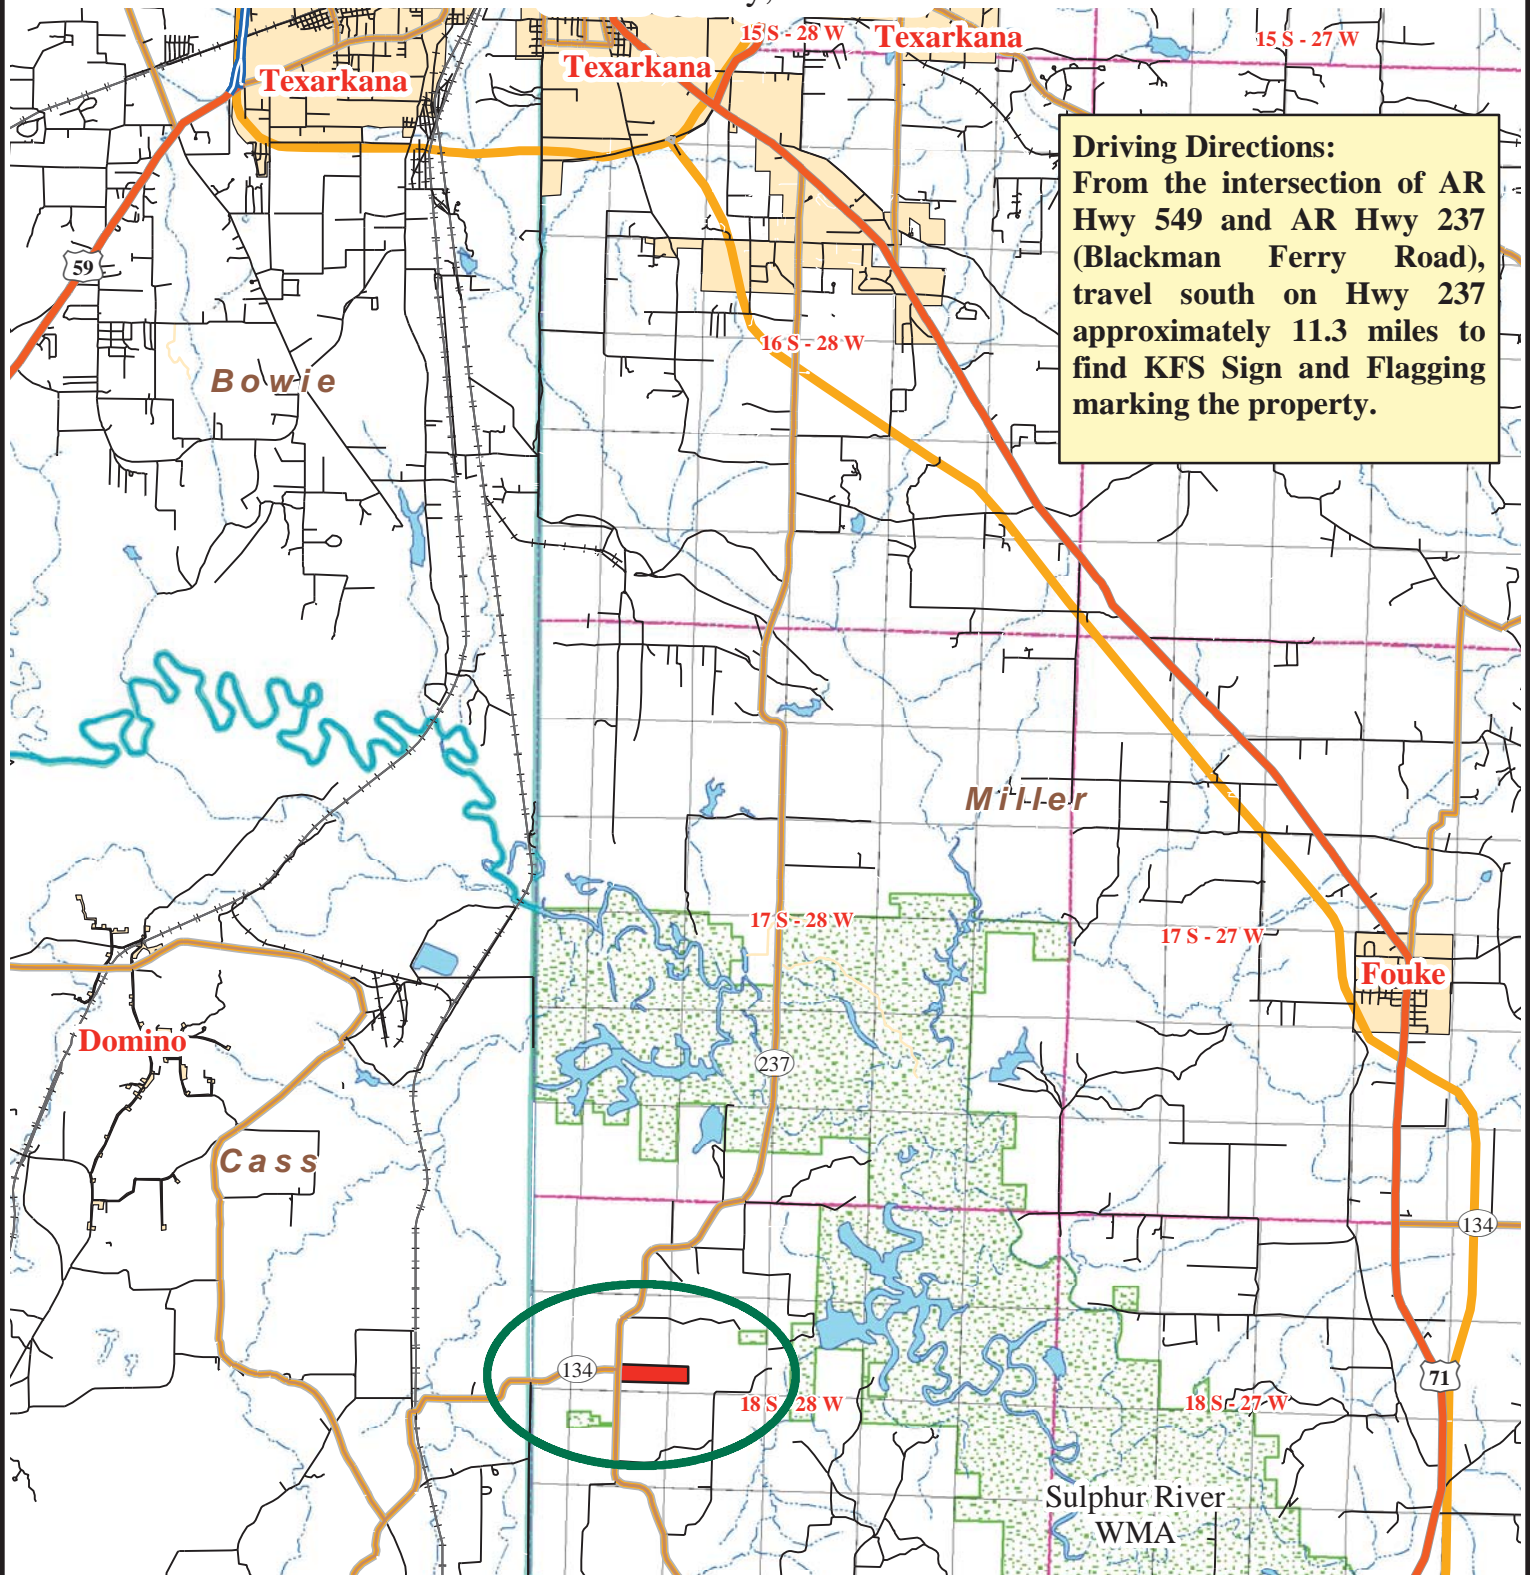 15 S - 28 W
Texarkana
15 S - 27 W
Texarkana
Texarkana
Driving Directions:
From the intersection of AR
Hwy 549 and AR Hwy 237
(Blackman Ferry Road),
travel south on Hwy 237
approximately 11.3 miles to
find KFS Sign and Flagging
marking the property.
59
16 S - 28 W
Bowie
Miller
17 S - 28 W
17 S - 27 W
Fouke
Domino
237
Cass
134
134
71
18 S - 28 W
18 S - 27 W
Sulphur River
WMA